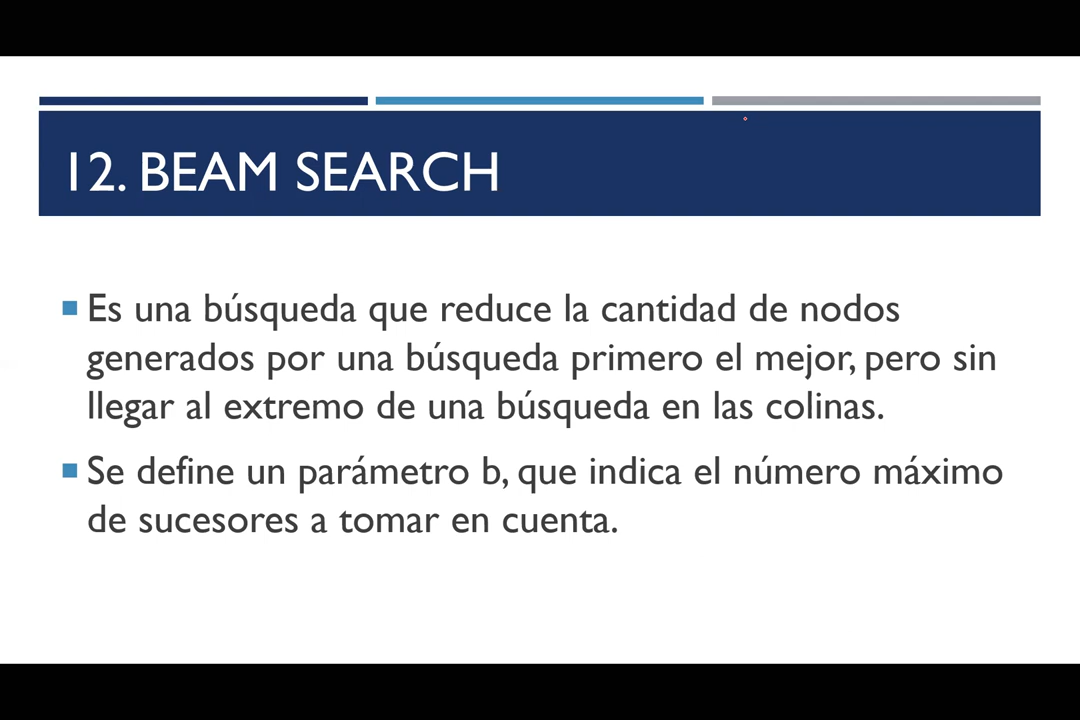 12. BEAM SEARCH
Es una búsqueda que reduce la cantidad de nodos
generados por una búsqueda primero el mejor, pero sin
llegar al extremo de una búsqueda en las colinas.
Se define un parámetro b, que indica el número máximo
de sucesores a tomar en cuenta.